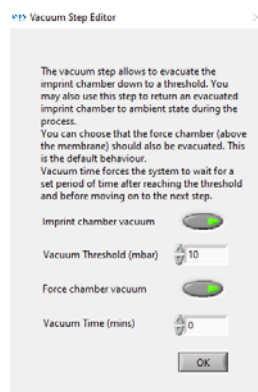 Vacuum Step Editor
The vacuum step allows to evacuate the
imprint chamber down to a threshold. You
may also use this step to return an evacuated
imprint chamber to ambient state during the
process.
You can choose that the force chamber (above
the membrane) should also be evacuated. This
is the default behaviour.
Vacuum time forces the system to wait for a
set period of time after reaching the threshold
and before moving on to the next step.
Imprint chamber vacuum
Vacuum Threshold (mbar) 10
Force chamber vacuum
Vacuum Time (mins) 0
OK